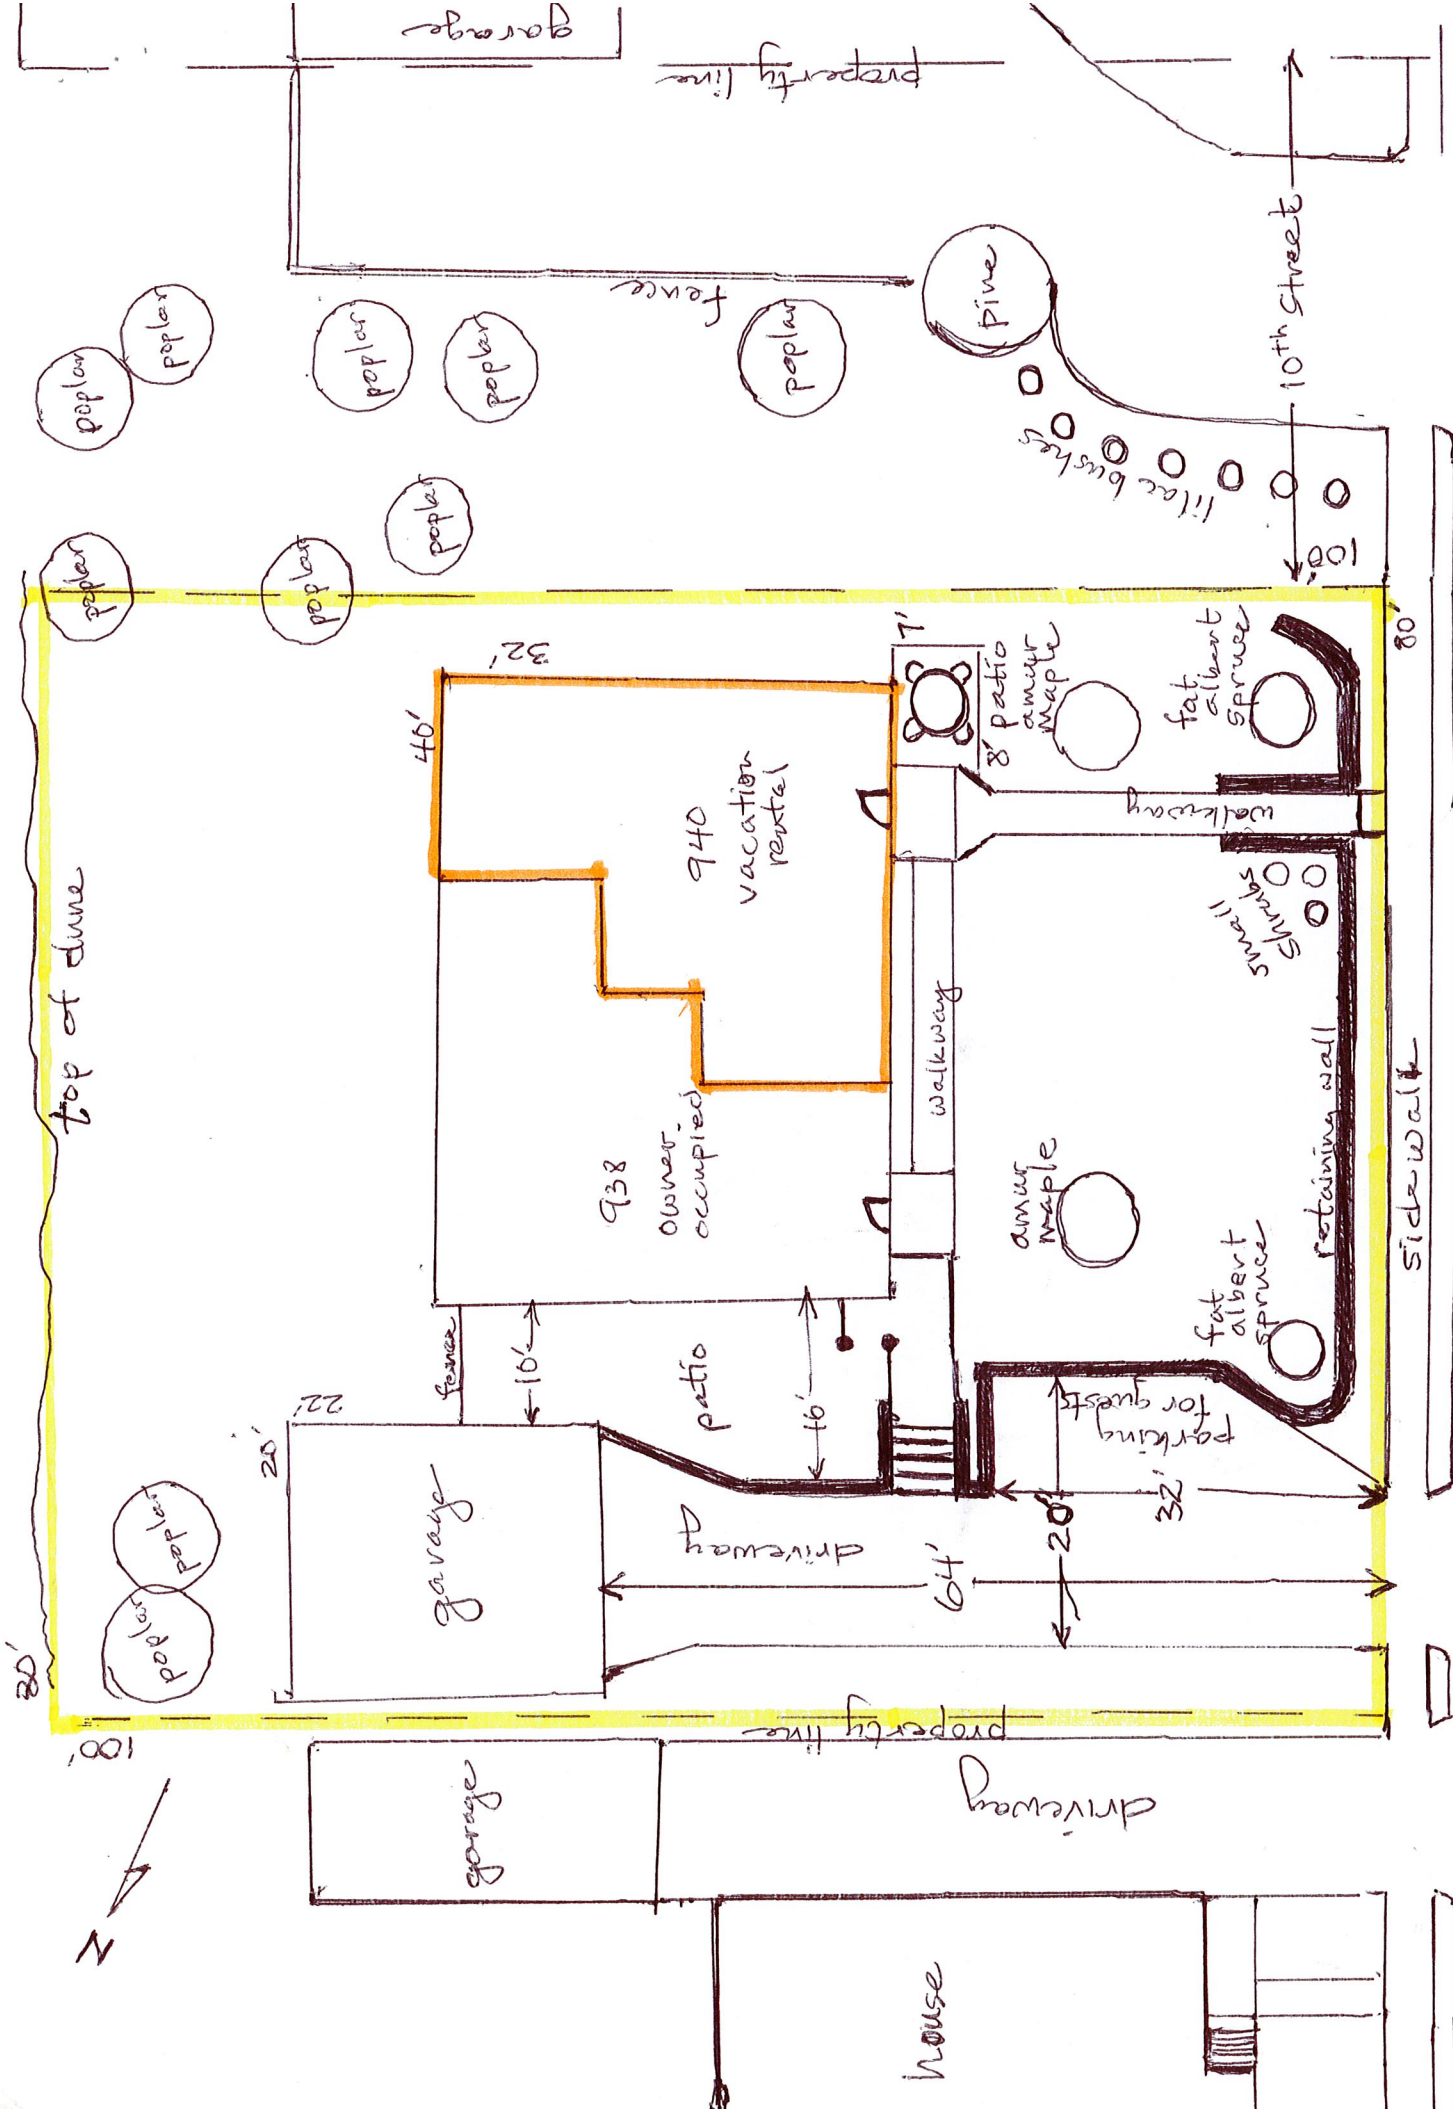 garage
property line
fence
10th Street
pine
poplar
poplar
poplar
poplar
poplar
poplar
poplar
poplar
lilac bushes
100'
80'
top of dune
40'
32'
940
vacation
rental
7'
8' patio
amur
maple
fat
albert
spruce
walkway
small
shrubs
walkway
938
owner-
occupied
amur
maple
retaining wall
sidewalk
fat
albert
spruce
fence
10'
patio
16'
parking
for guests
20'
22'
garage
driveway
64'
20'
32'
poplar
poplar
80'
100'
property line
N
garage
driveway
house